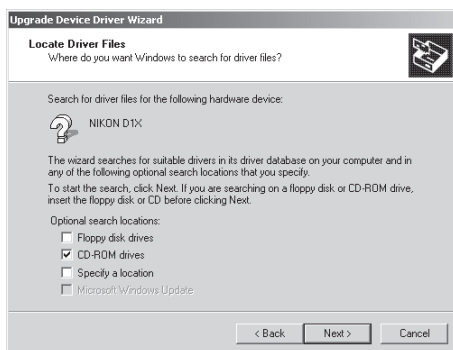 Upgrade Device Driver Wizard
Locate Driver Files
Where do you want Windows to search for driver files?
Search for driver files for the following hardware device:
NIKON D1X
The wizard searches for suitable drivers in its driver database on your computer and in
any of the following optional search locations that you specify.
To start the search, click Next. If you are searching on a floppy disk or CD-ROM drive,
insert the floppy disk or CD before clicking Next.
Optional search locations:
Floppy disk drives
CD-ROM drives
Specify a location
Microsoft Windows Update
< Back
Next >
Cancel